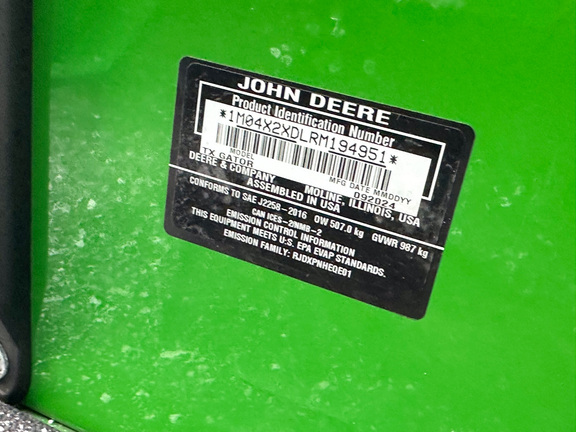 JOHN DEERE
Product Identification Number
*1M04X2XDLRM194951*
MODEL
TX GATOR
MFG DATE MMDDYY
092024
DEERE & COMPANY MOLINE, ILLINOIS, USA
ASSEMBLED IN USA
CONFORMS TO SAE J2258-2016 OW 507.0 kg GVWR 987 kg
CAN ICES-2/NMB-2
EMISSION CONTROL INFORMATION
THIS EQUIPMENT MEETS U.S. EPA EVAP STANDARDS.
EMISSION FAMILY: RJDXPNHEQE01